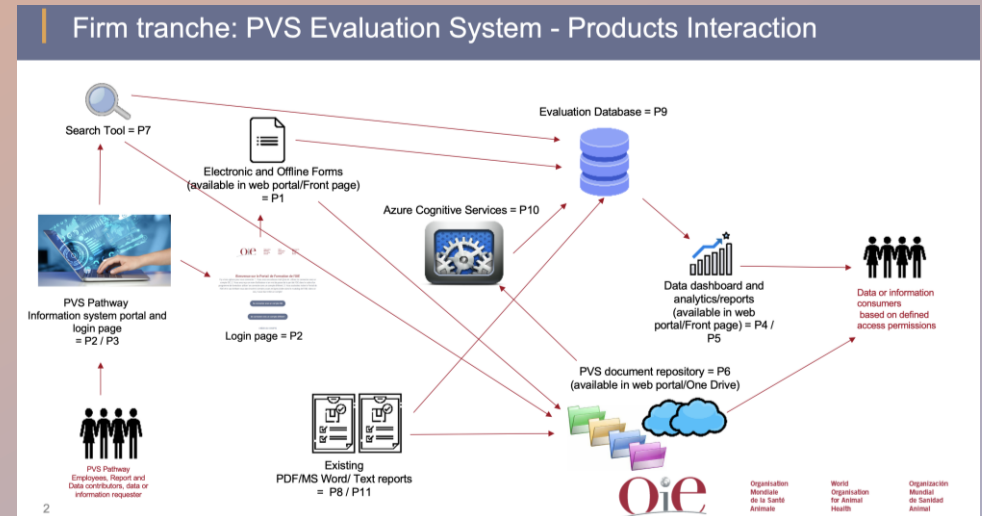 Firm tranche: PVS Evaluation System - Products Interaction
Search Tool = P7
Evaluation Database = P9
Electronic and Offline Forms
(available in web portal/Front page)
= P1
Azure Cognitive Services = P10
OiE
Login page = P2
PVS Pathway
Information system portal and
login page
= P2 / P3
Data dashboard and
analytics/reports
(available in web
portal/Front page) = P4 /
P5
Data or information
consumers
based on defined
access permissions
PVS document repository = P6
(available in web portal/One Drive)
Existing
PDF/MS Word/ Text reports
= P8 / P11
PVS Pathway
Employees, Report and
Data contributors, data or
information requester
2
OiE
Organisation
Mondiale
de la Santé
Animale
World
Organisation
for Animal
Health
Organización
Mundial
de Sanidad
Animal